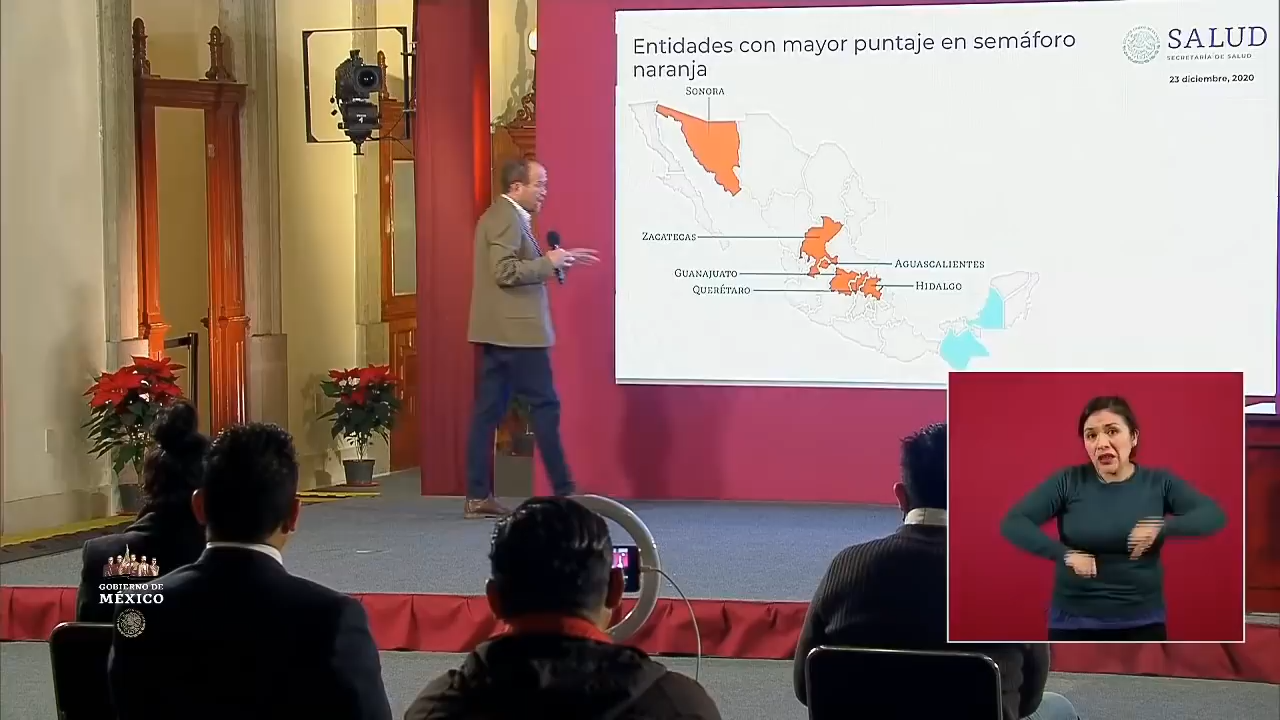 Entidades con mayor puntaje en semáforo
naranja
SALUD
SECRETARÍA DE SALUD
23 diciembre, 2020
SONORA
ZACATECAS
AGUASCALIENTES
GUANAJUATO
HIDALGO
QUERÉTARO
GOBIERNO DE
MÉXICO